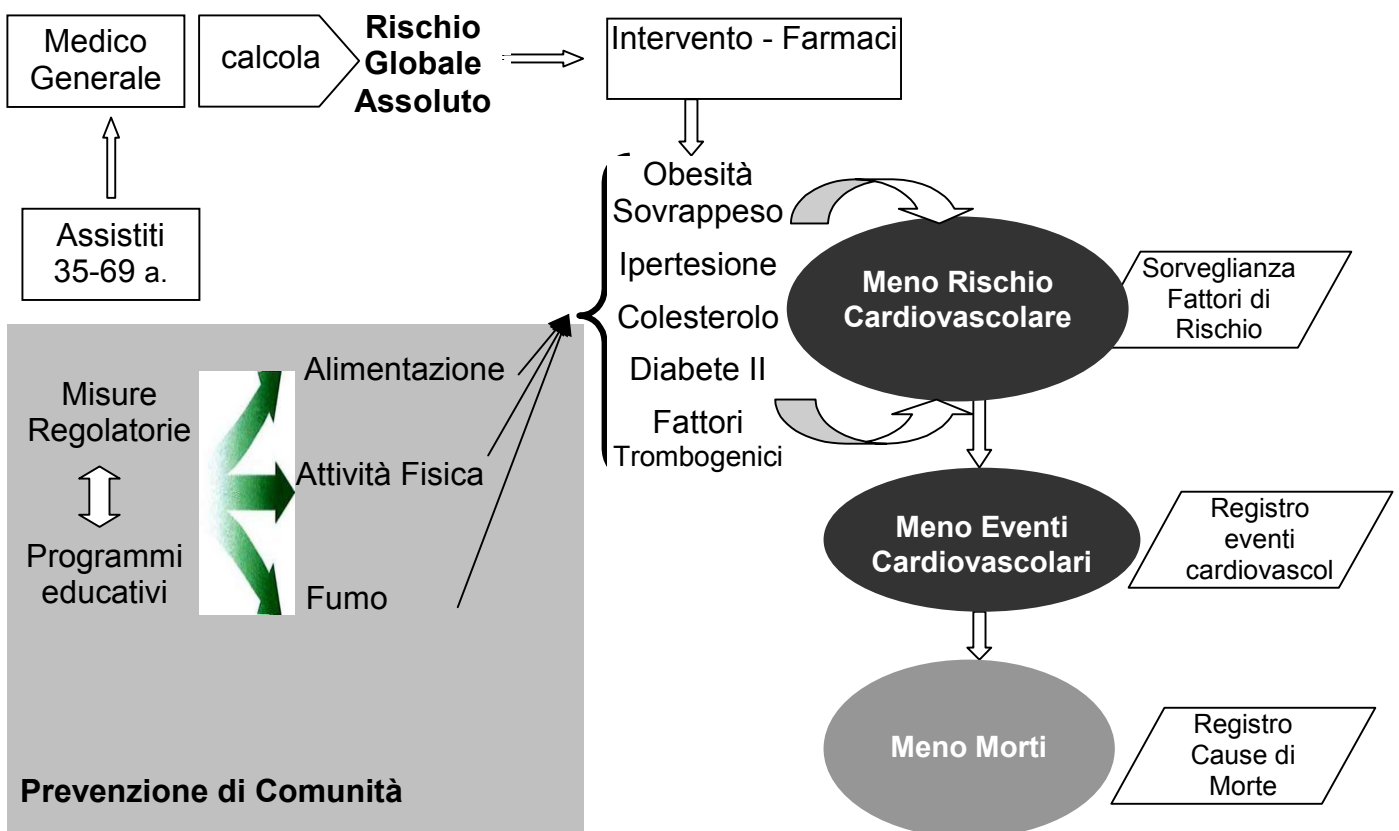 Medico
Generale
calcola
Rischio
Globale
Assoluto
Intervento - Farmaci
Assistiti
35-69 a.
Obesità
Sovrappeso
Ipertesione
Colesterolo
Diabete II
Fattori
Trombogenici
Meno Rischio
Cardiovascolare
Sorveglianza
Fattori di
Rischio
Misure
Regolatorie
Programmi
educativi
Alimentazione
Attività Fisica
Fumo
Prevenzione di Comunità
Meno Eventi
Cardiovascolari
Registro
eventi
cardiovascol
Meno Morti
Registro
Cause di
Morte